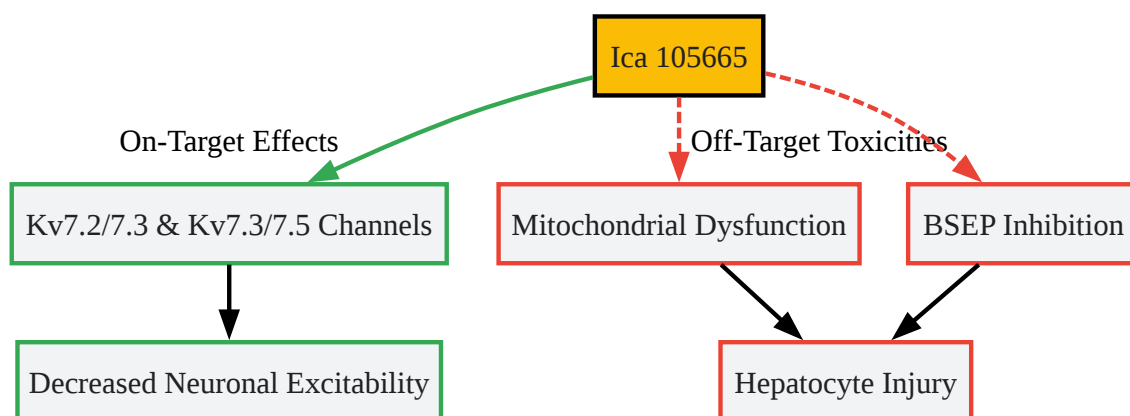 Ica 105665
On-Target Effects
Off-Target Toxicities
Kv7.2/7.3 & Kv7.3/7.5 Channels
Mitochondrial Dysfunction
BSEP Inhibition
Decreased Neuronal Excitability
Hepatocyte Injury